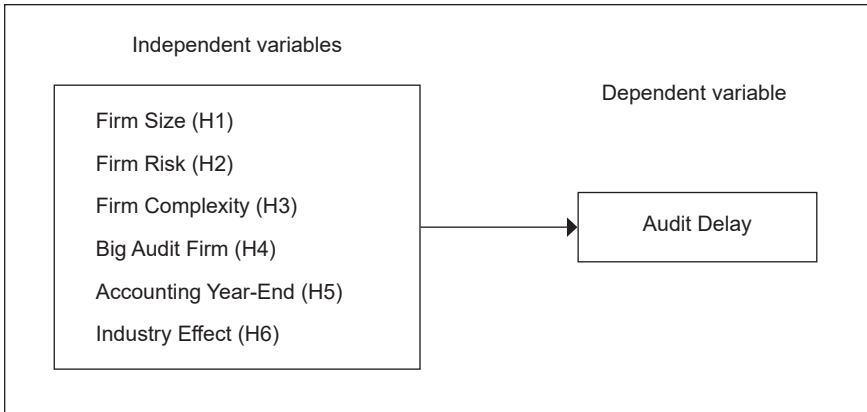 Independent variables
Dependent variable
Firm Size (H1)
Firm Risk (H2)
Firm Complexity (H3)
Big Audit Firm (H4)
Accounting Year-End (H5)
Industry Effect (H6)
Audit Delay